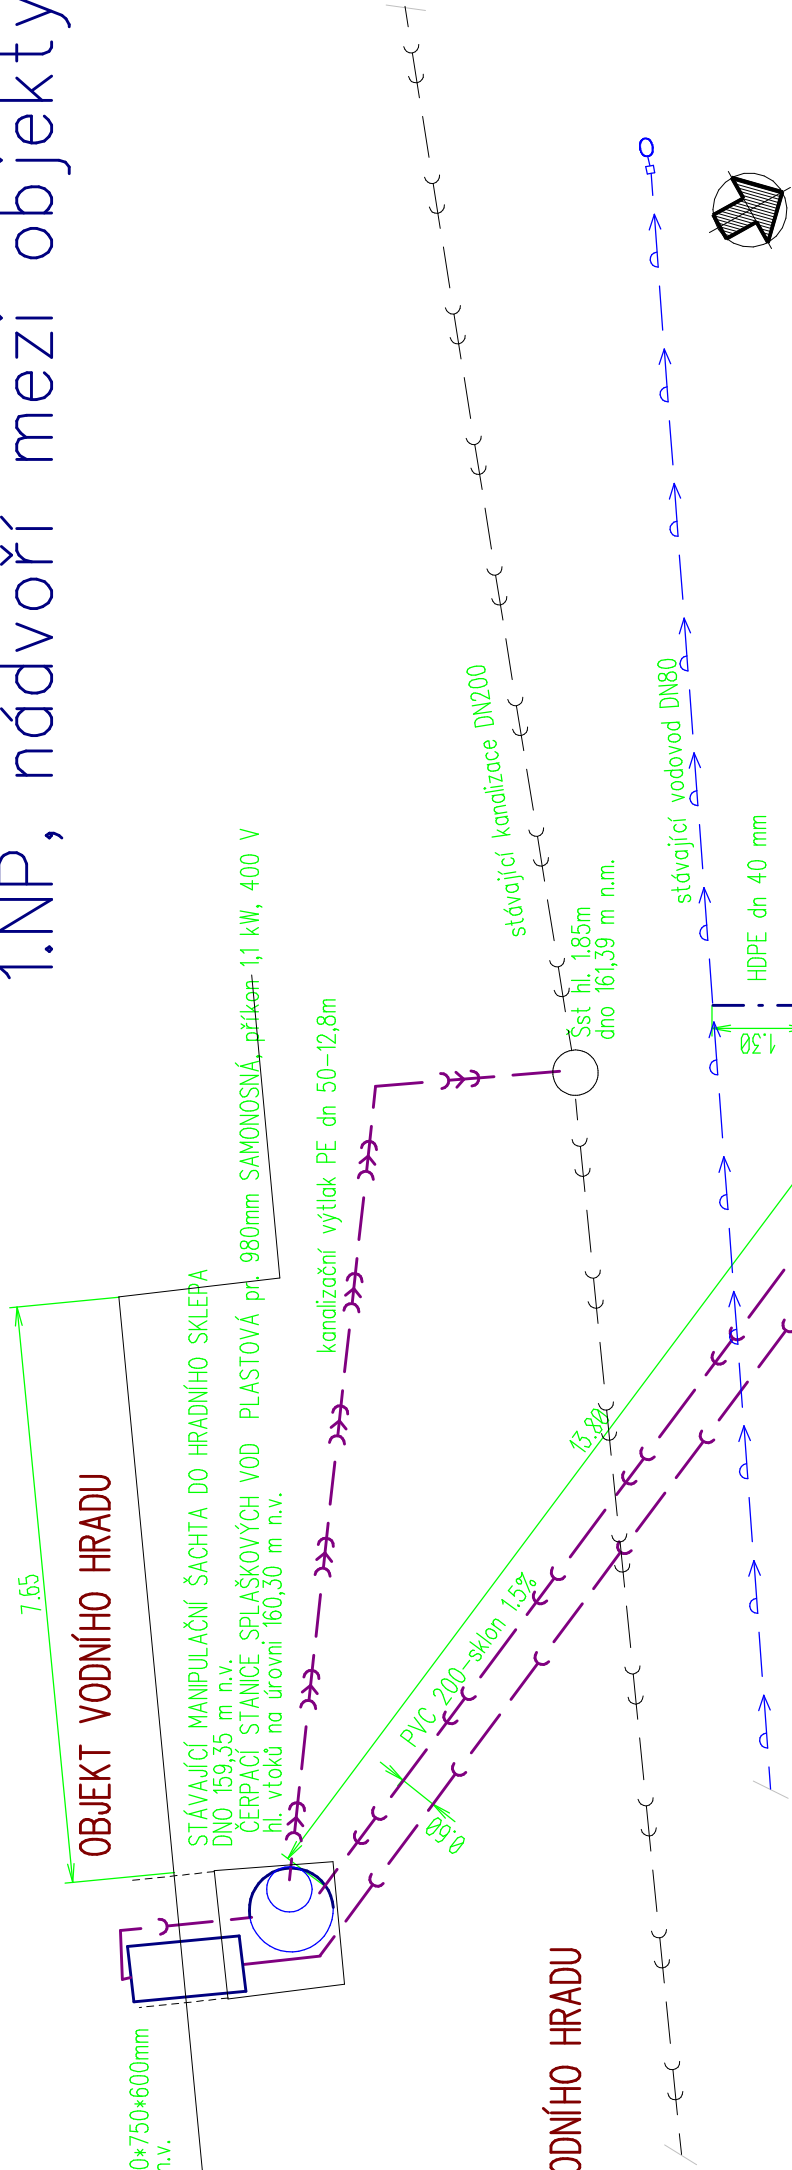 1.NP, nádvoří mezi objekty
stávající kanalizace DN200
stávající vodovod DN80
HDPE dn 40 mm
1.30
Sst hl. 1.85m
dno 161,39 m n.m.
kanalizační výtlak PE dn 50-12,8m
STÁVAJÍCÍ MANIPULAČNÍ ŠACHTA DO HRADNÍHO SKLEPA
DNO 159,35 m n.v.
ČERPACÍ STANICE SPLAŠKOVÝCH VOD PLASTOVÁ pr. 980mm SAMONOSNÁ, příkon 1,1 kW, 400 V
hl. vtoků na úrovni 160,30 m n.v.
OBJEKT VODNÍHO HRADU
7.65
13.80
PVC 200-sklon 1.5%
0.60
0*750*600mm
n.v.
ODNÍHO HRADU